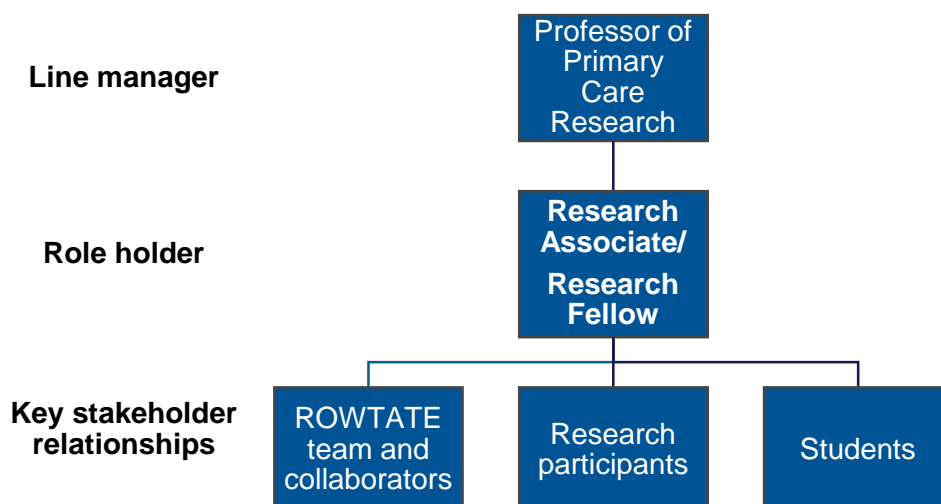 Line manager
Professor of
Primary
Care
Research
Role holder
Research
Associate/
Research
Fellow
Key stakeholder
relationships
ROWTATE
team and
collaborators
Research
participants
Students